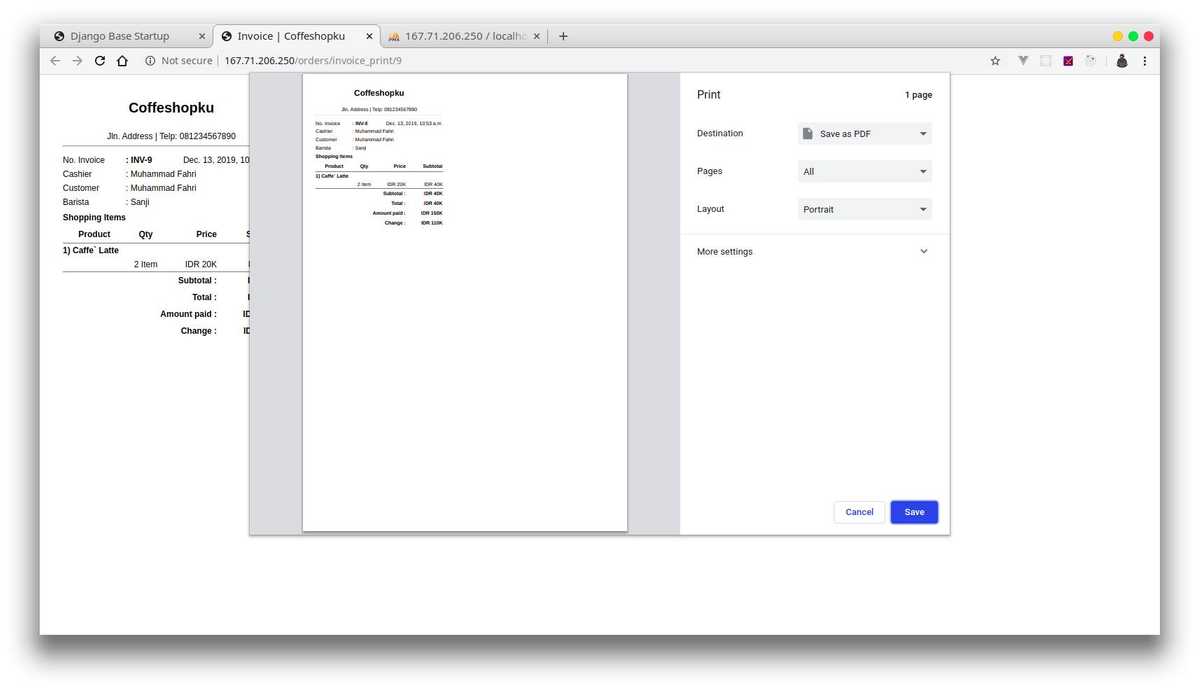 Django Base Startup
Invoice | Coffeshopku
167.71.206.250 / localhc
Not secure
167.71.206.250/orders/invoice_print/9
Coffeshopku
Jln. Address | Telp: 081234567890
No. Invoice : INV-9 Dec. 13, 2019, 10
Cashier : Muhammad Fahri
Customer : Muhammad Fahri
Barista : Sanji
Shopping Items
Product Qty Price S
1) Caffe` Latte
2 Item IDR 20K I
Subtotal : I
Total : I
Amount paid : ID
Change : ID
Coffeshopku
Jln. Address | Telp: 081234567890
No. Invoice : INV-9 Dec. 13, 2019, 10:53 a.m.
Cashier : Muhammad Fahri
Customer : Muhammad Fahri
Barista : Sanji
Shopping Items
Product Qty Price Subtotal
1) Caffe` Latte
2 Item IDR 20K IDR 40K
Subtotal : IDR 40K
Total : IDR 40K
Amount paid : IDR 150K
Change : IDR 110K
Print 1 page
Destination Save as PDF
Pages All
Layout Portrait
More settings
Cancel Save